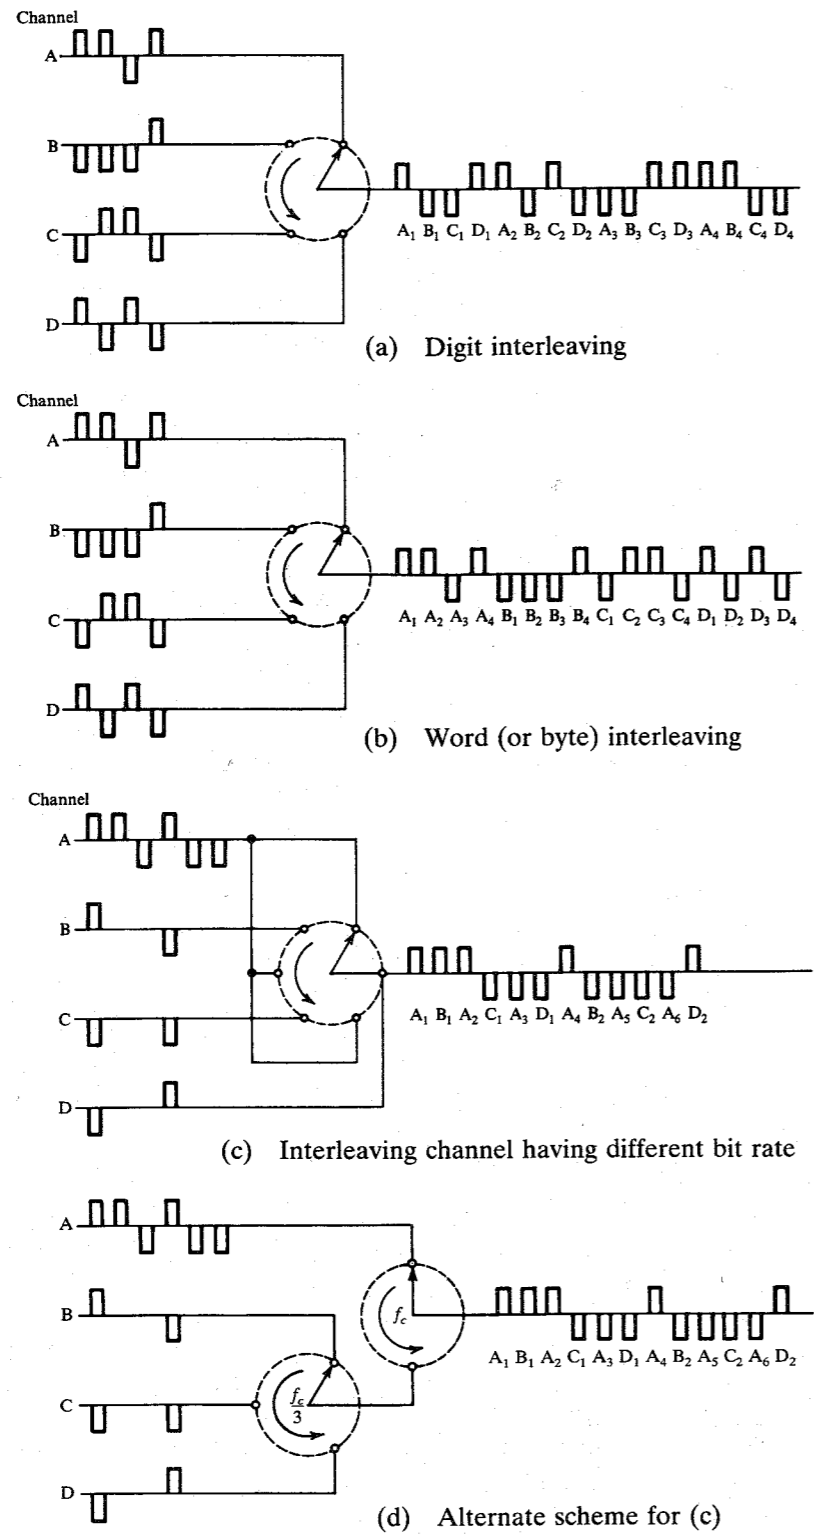 Channel
A
B
A₁ B₁ C₁ D₁ A₂ B₂ C₂ D₂ A₃ B₃ C₃ D₃ A₄ B₄ C₄ D₄
C
D
(a) Digit interleaving
Channel
A
B
A₁ A₂ A₃ A₄ B₁ B₂ B₃ B₄ C₁ C₂ C₃ C₄ D₁ D₂ D₃ D₄
C
D
(b) Word (or byte) interleaving
Channel
A
B
A₁ B₁ A₂ C₁ A₃ D₁ A₄ B₂ A₅ C₂ A₆ D₂
C
D
(c) Interleaving channel having different bit rate
A
B
f_c
A₁ B₁ A₂ C₁ A₃ D₁ A₄ B₂ A₅ C₂ A₆ D₂
C
f_c
3
D
(d) Alternate scheme for (c)